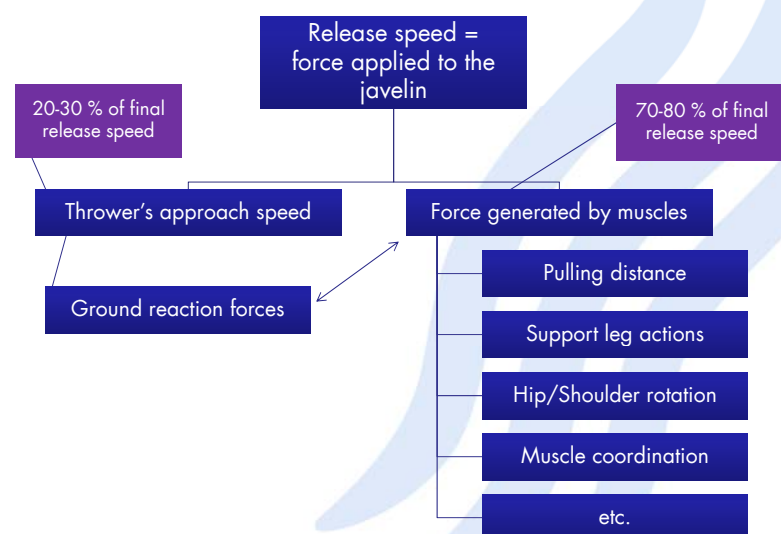 Release speed =
force applied to the
javelin
20-30 % of final
release speed
70-80 % of final
release speed
Thrower's approach speed
Force generated by muscles
Ground reaction forces
Pulling distance
Support leg actions
Hip/Shoulder rotation
Muscle coordination
etc.